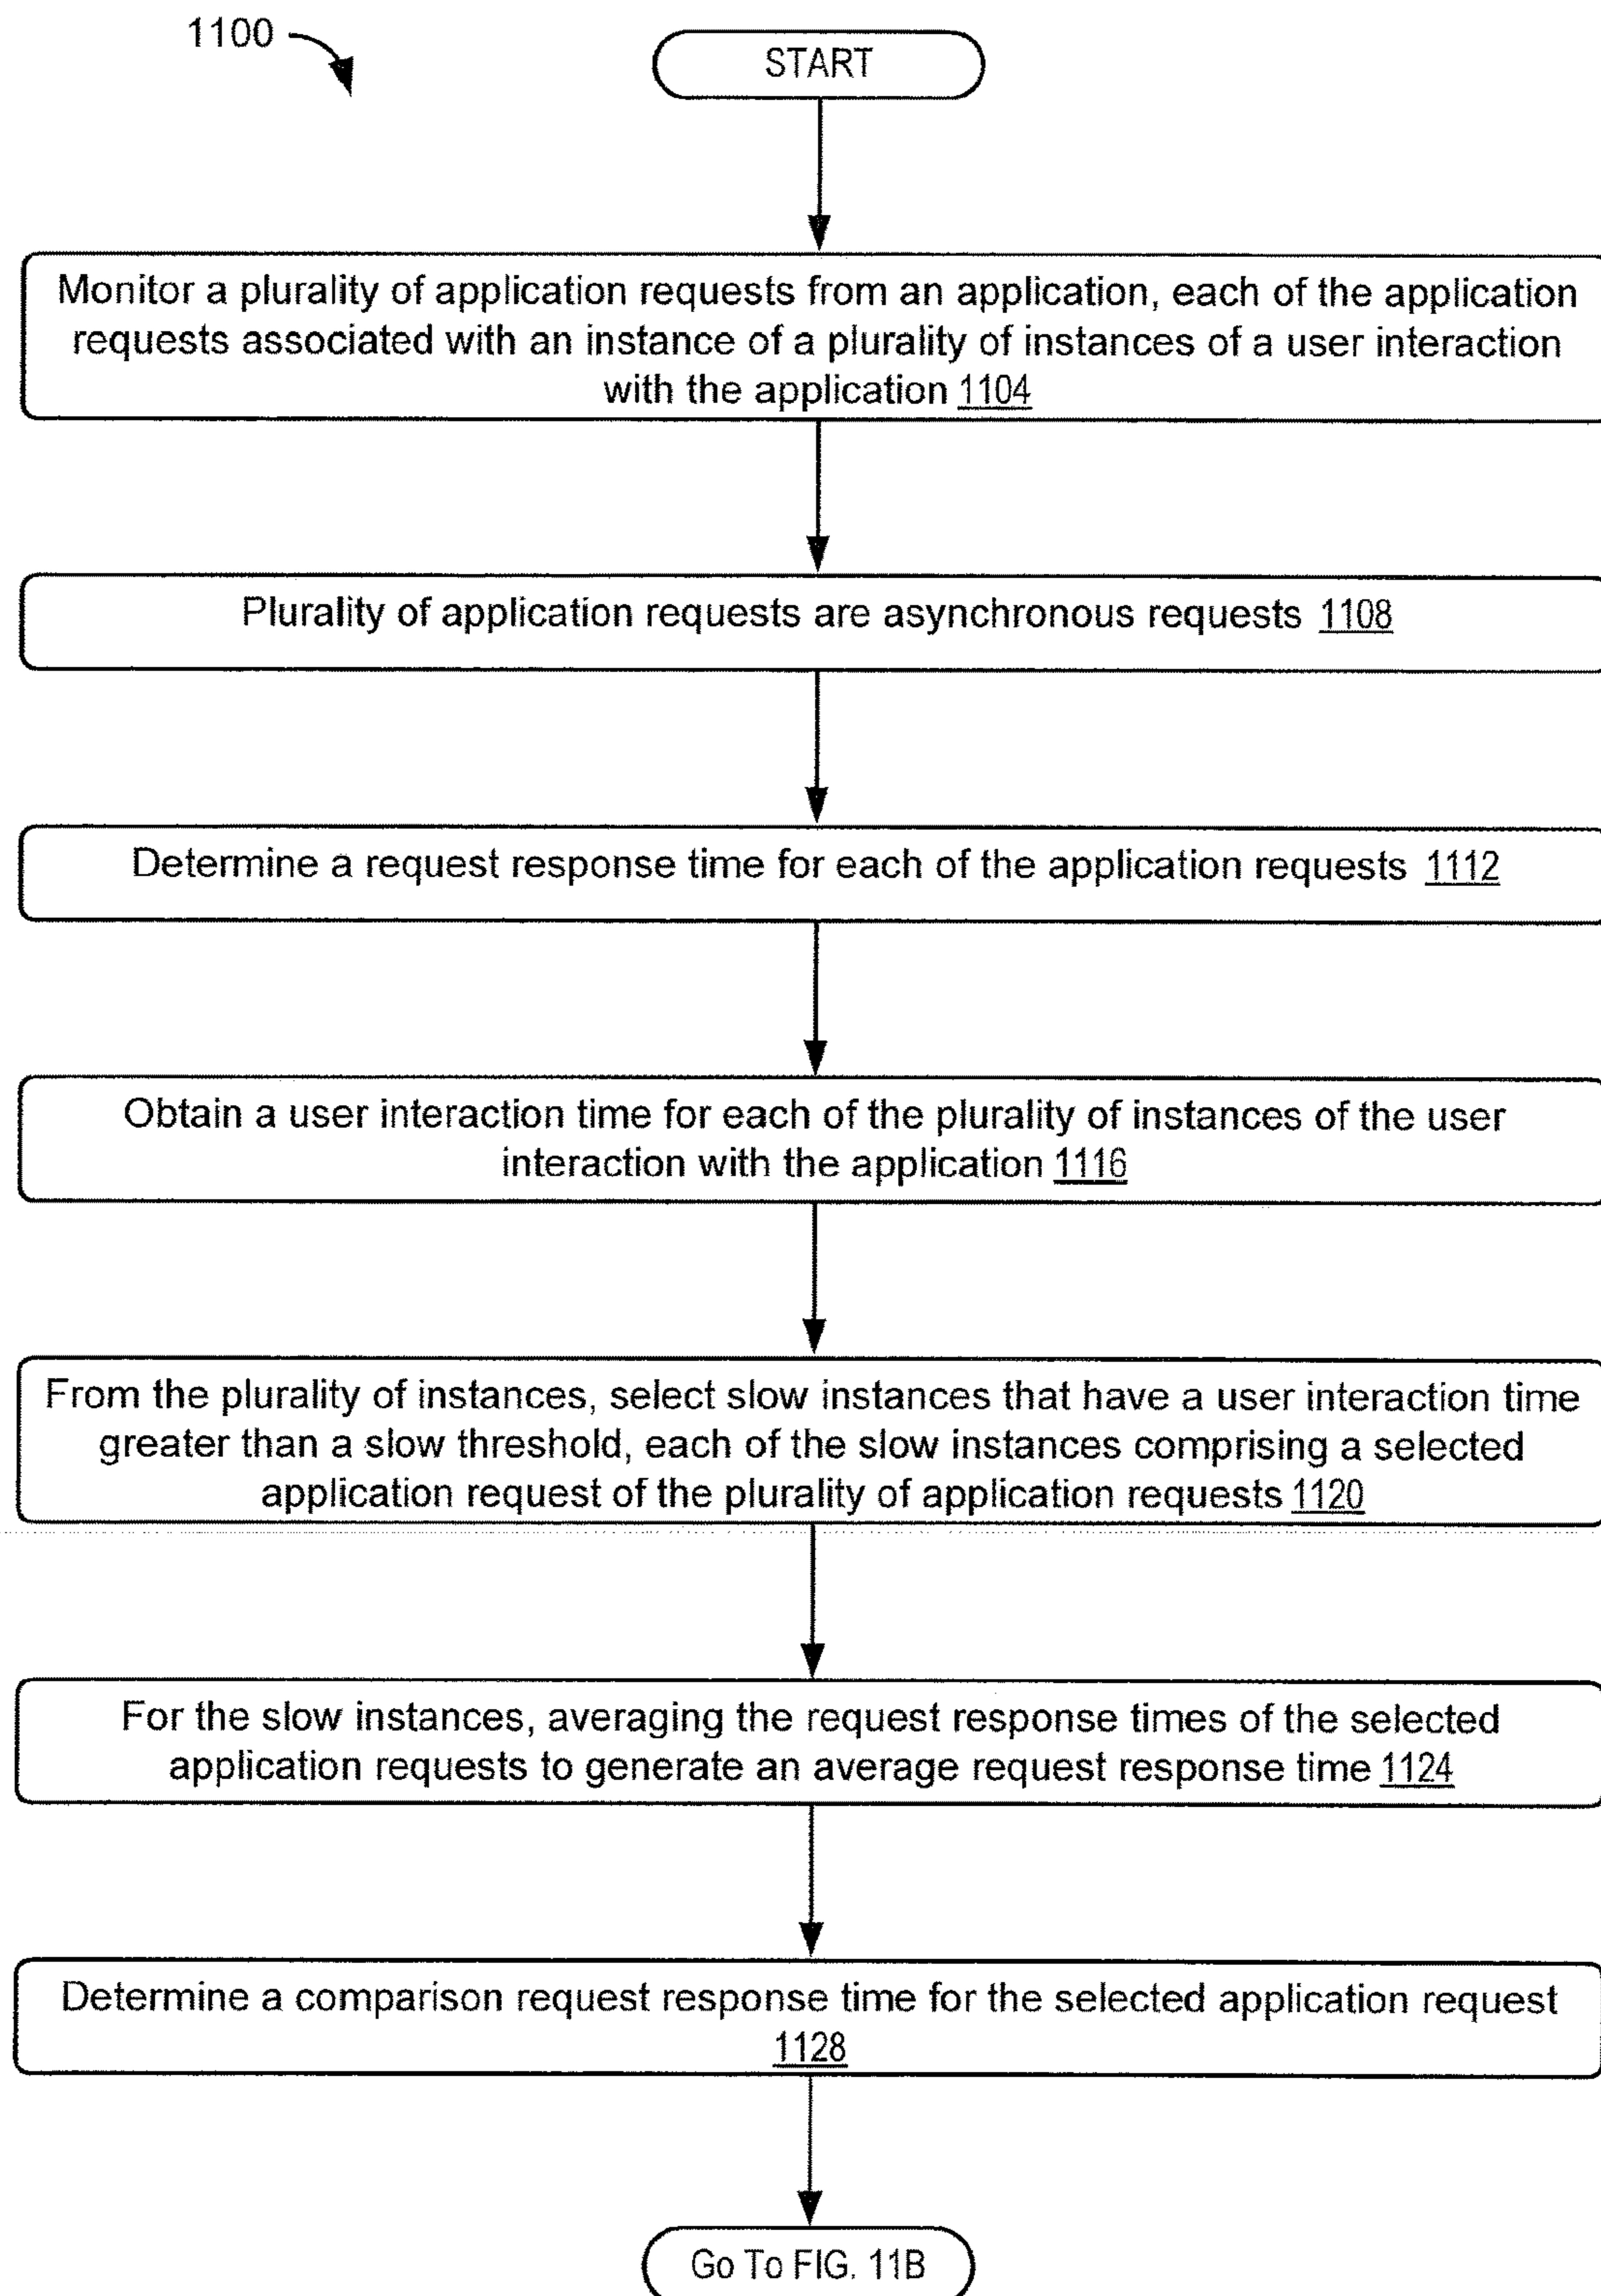 1100
START
Monitor a plurality of application requests from an application, each of the application
requests associated with an instance of a plurality of instances of a user interaction
with the application 1104
Plurality of application requests are asynchronous requests 1108
Determine a request response time for each of the application requests 1112
Obtain a user interaction time for each of the plurality of instances of the user
interaction with the application 1116
From the plurality of instances, select slow instances that have a user interaction time
greater than a slow threshold, each of the slow instances comprising a selected
application request of the plurality of application requests 1120
For the slow instances, averaging the request response times of the selected
application requests to generate an average request response time 1124
Determine a comparison request response time for the selected application request
1128
Go To FIG. 11B